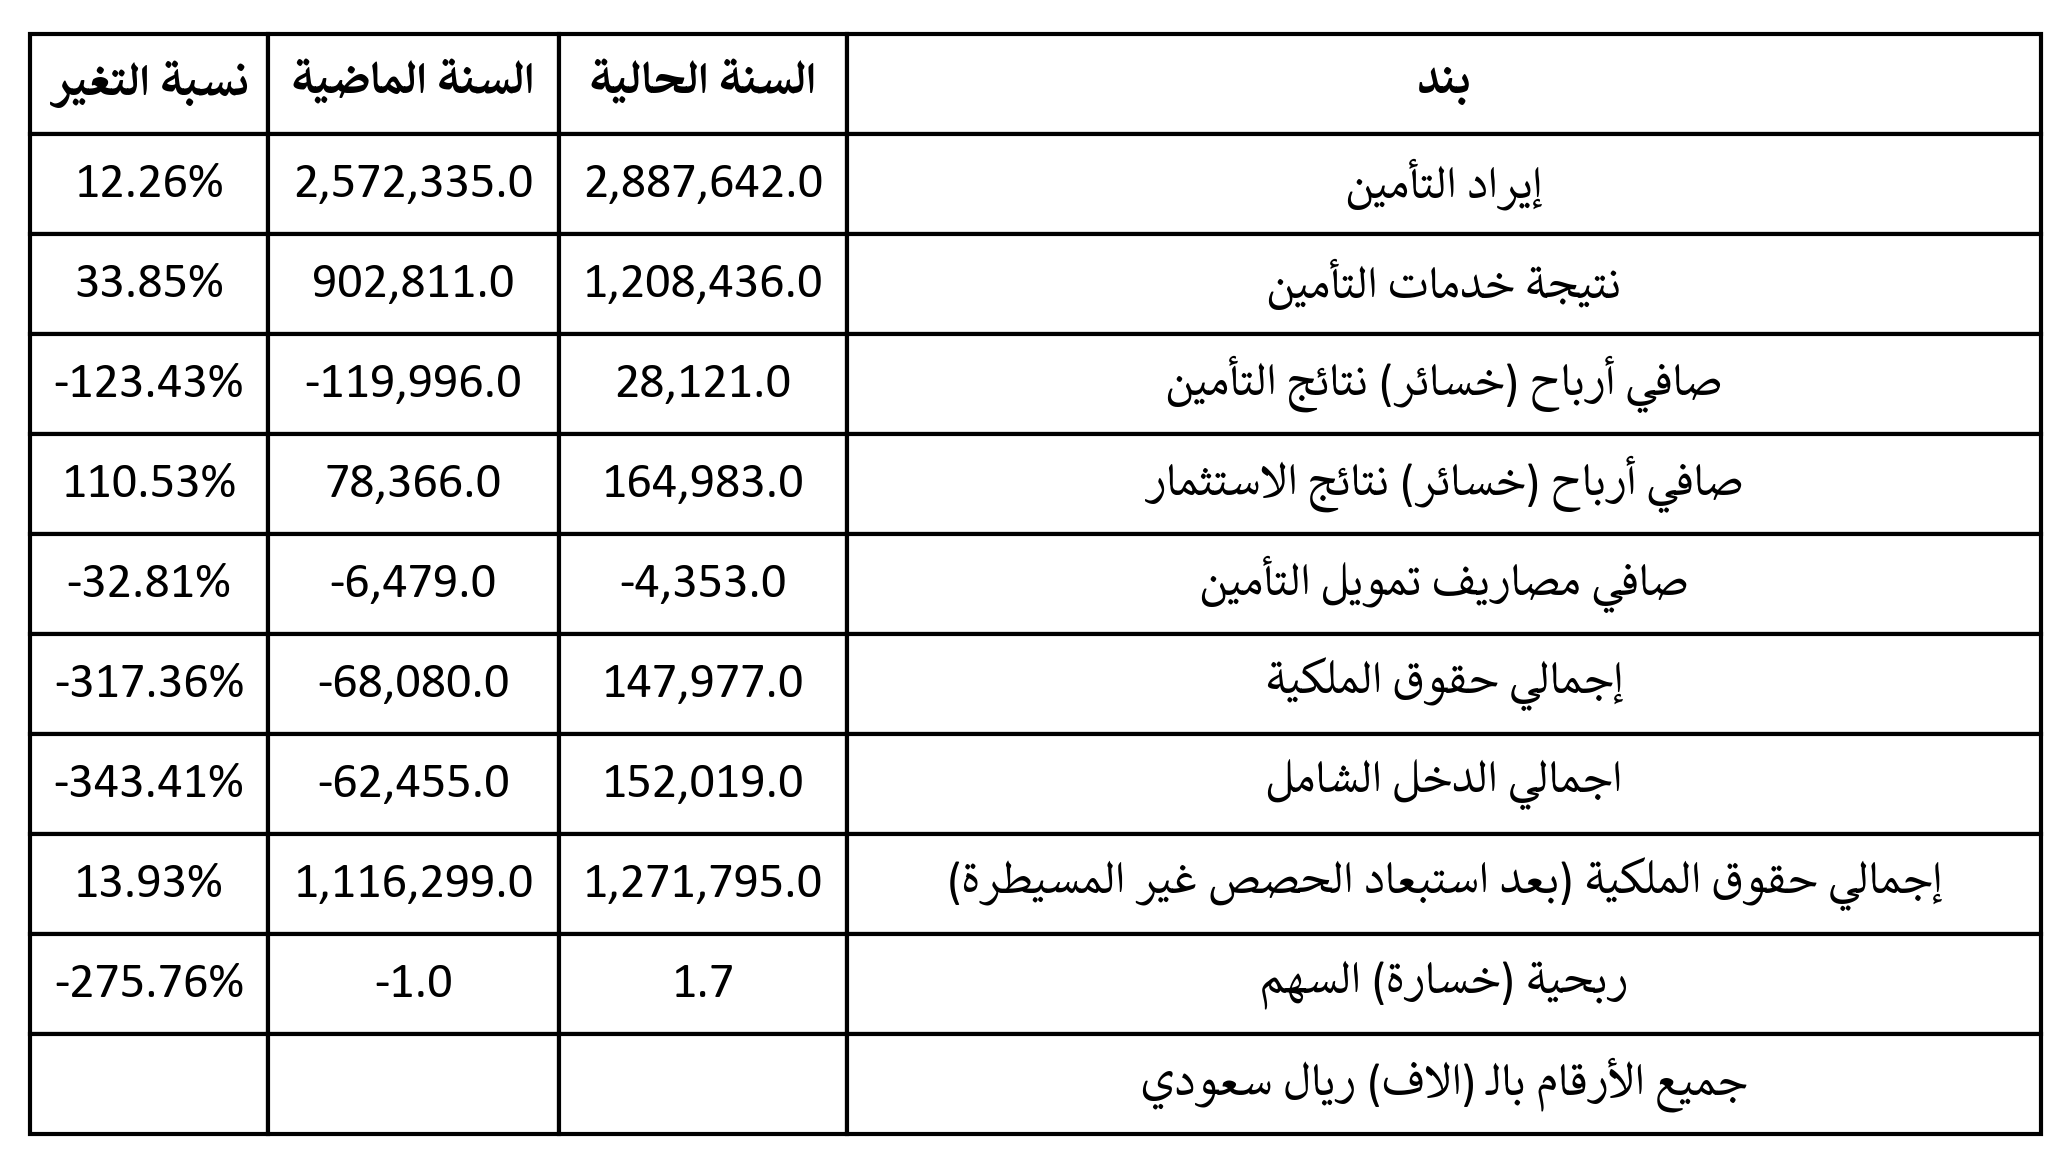 بند السنة الحالية السنة الماضية نسبة التغير
إيراد التأمين 2,887,642.0 2,572,335.0 12.26%
نتيجة خدمات التأمين 1,208,436.0 902,811.0 33.85%
صافي أرباح (خسائر) نتائج التأمين 28,121.0 -119,996.0 -123.43%
صافي أرباح (خسائر) نتائج الاستثمار 164,983.0 78,366.0 110.53%
صافي مصاريف تمويل التأمين -4,353.0 -6,479.0 -32.81%
إجمالي حقوق الملكية 147,977.0 -68,080.0 -317.36%
اجمالي الدخل الشامل 152,019.0 -62,455.0 -343.41%
إجمالي حقوق الملكية (بعد استبعاد الحصص غير المسيطرة) 1,271,795.0 1,116,299.0 13.93%
ربحية (خسارة) السهم 1.7 -1.0 -275.76%
جميع الأرقام بالـ (الاف) ريال سعودي